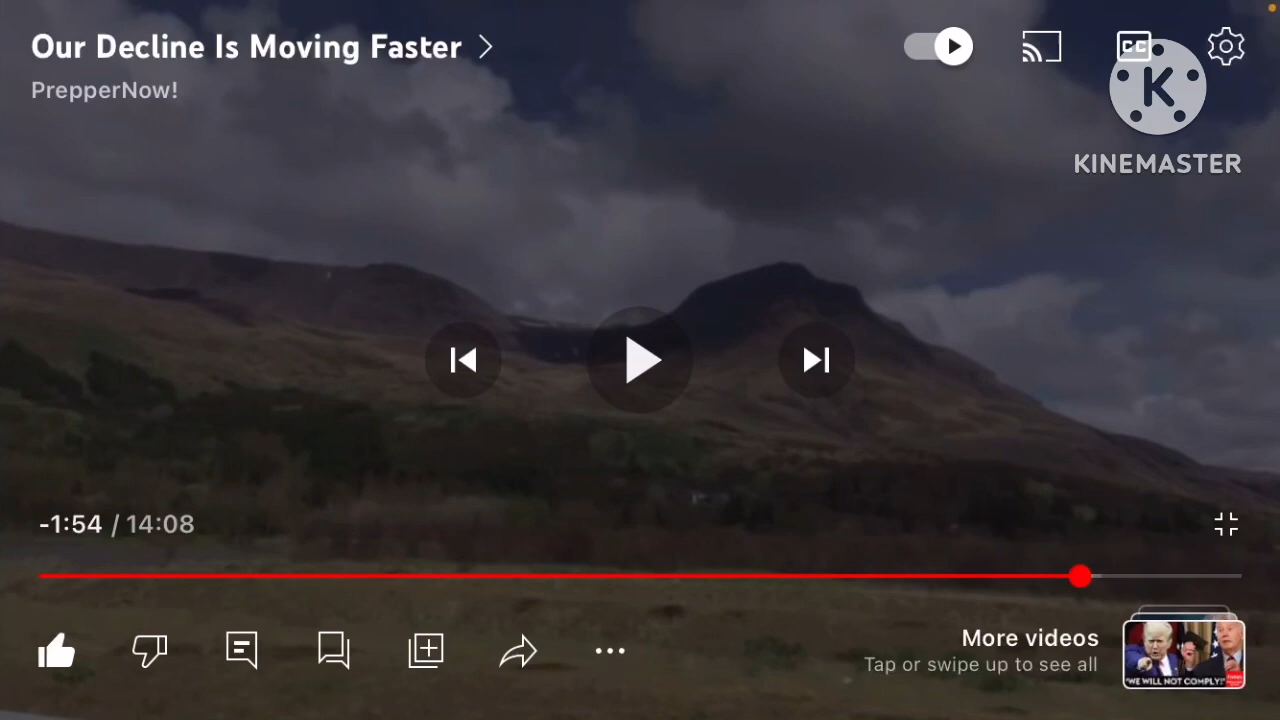 Our Decline Is Moving Faster
PrepperNow!
CC
K
KINEMASTER
-1:54 / 14:08
More videos
Tap or swipe up to see all
"WE WILL NOT COMPLY!"